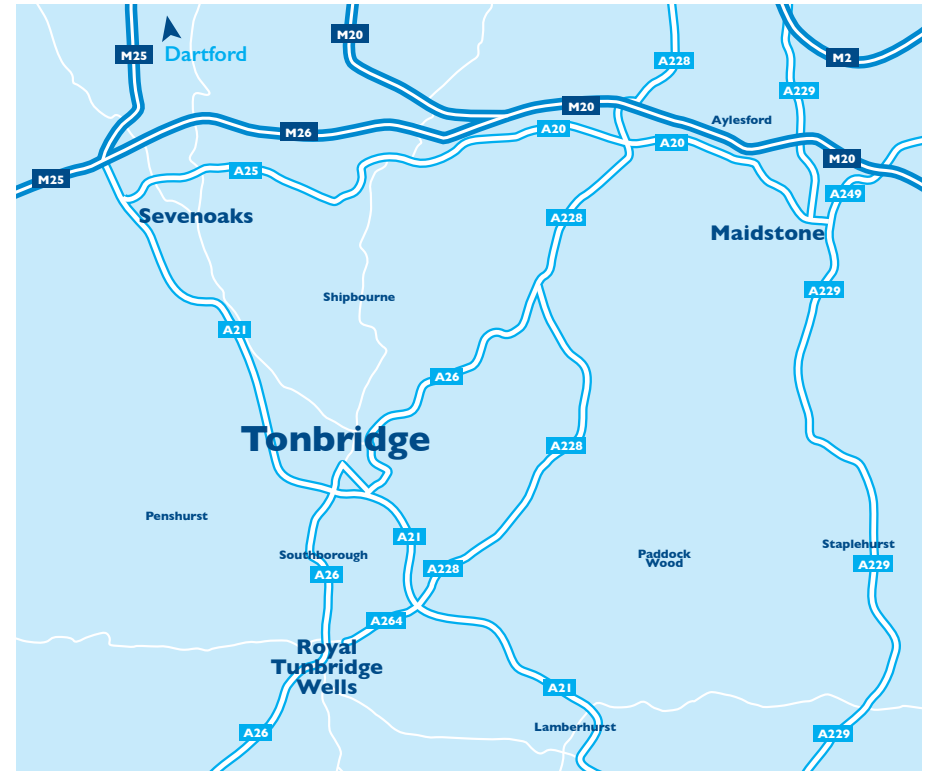 M20
M25
Dartford
A228
M2
A229
M20
Aylesford
M26
A20
A20
M20
A25
M25
A249
Sevenoaks
A228
Maidstone
A229
Shipbourne
A21
A26
Tonbridge
A228
Penshurst
A21
Southborough
Paddock
Wood
Staplehurst
A228
A229
A26
A264
Royal
Tunbridge
Wells
A21
Lamberhurst
A26
A229